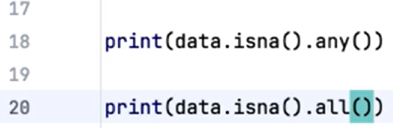 17
18 print(data.isna().any())
19
20 print(data.isna().all())